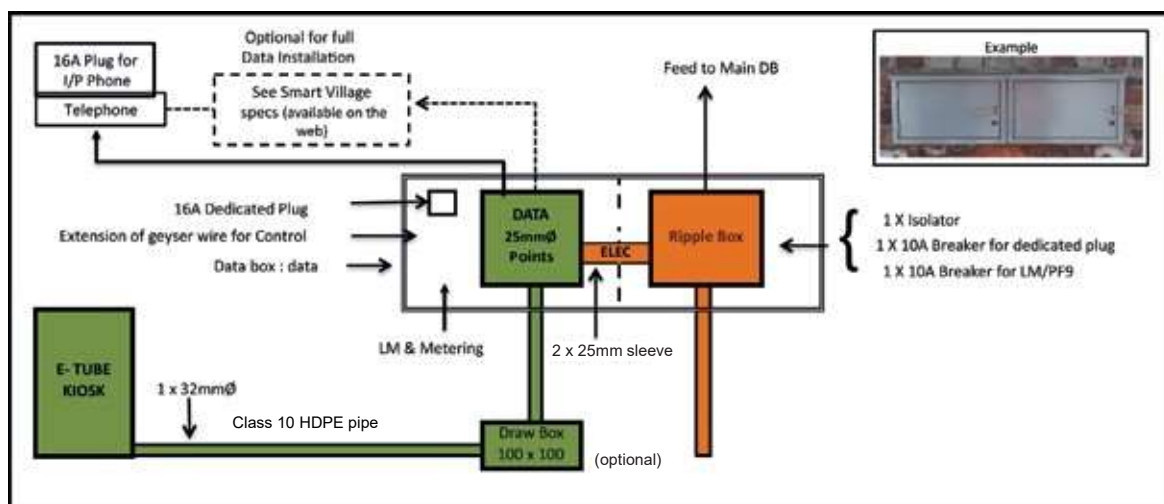 Optional for full
Data Installation
16A Plug for
I/P Phone
Telephone
See Smart Village
specs (available on the
web)
Feed to Main DB
Example
16A Dedicated Plug
Extension of geyser wire for Control
Data box : data
DATA
25mmØ
Points
ELEC
Ripple Box
1 X Isolator
1 X 10A Breaker for dedicated plug
1 X 10A Breaker for LM/PF9
LM & Metering
2 x 25mm sleeve
E- TUBE
KIOSK
1 x 32mmØ
Class 10 HDPE pipe
Draw Box
100 x 100
(optional)